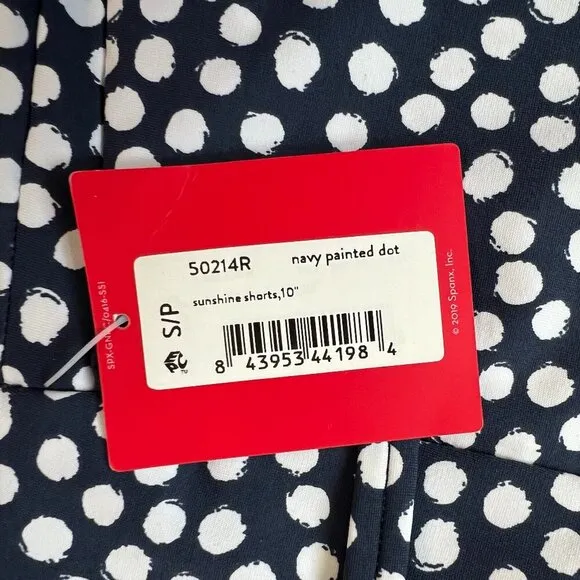 50214R navy painted dot
sunshine shorts,10"
S/P
8 43953 44198 4
© 2019 Spanx, Inc.